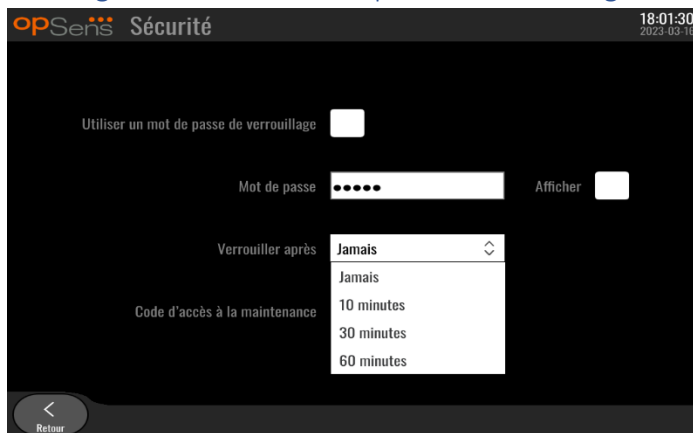 opSens Sécurité
18:01:30
2023-03-16
Utiliser un mot de passe de verrouillage
Mot de passe ••••• Afficher
Verrouiller après Jamais
Jamais
10 minutes
Code d'accès à la maintenance
30 minutes
60 minutes
Retour